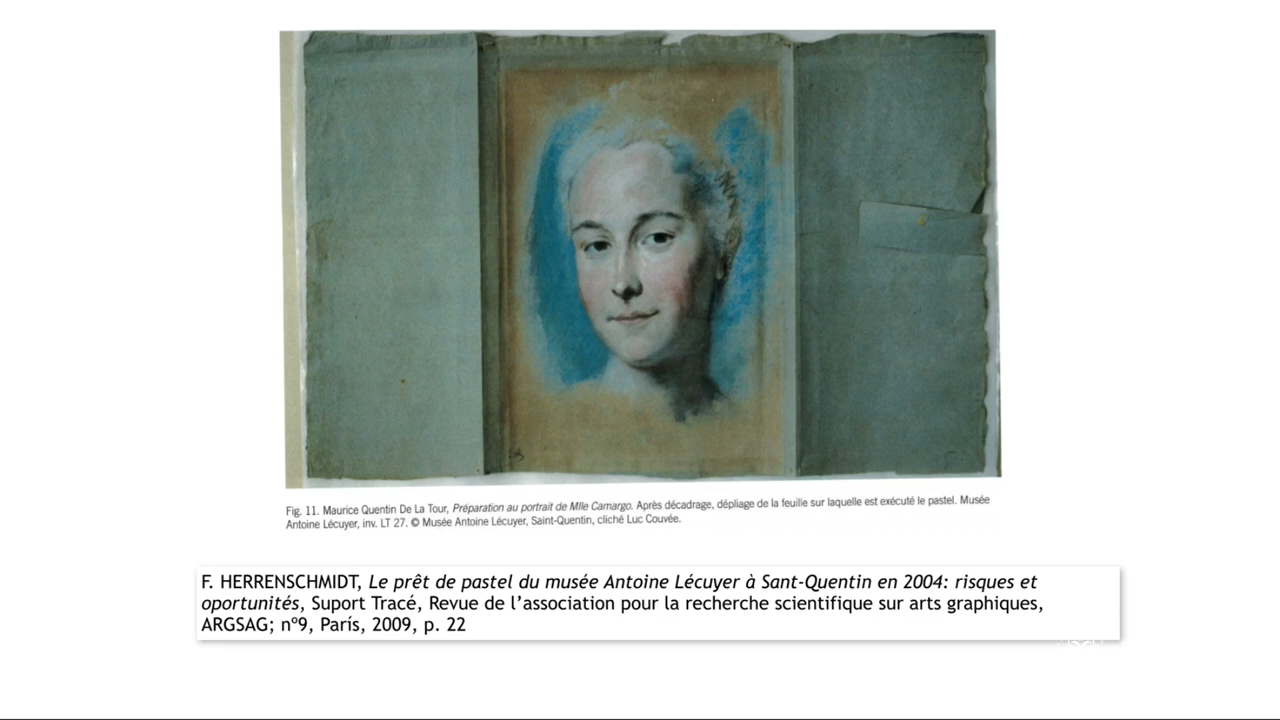 Fig. 11. Maurice Quentin De La Tour, Préparation au portrait de Mlle Camargo. Après décadrage, dépliage de la feuille sur laquelle est exécuté le pastel. Musée
Antoine Lécuyer, inv. LT 27. © Musée Antoine Lécuyer, Saint-Quentin, cliché Luc Couvée.
F. HERRENSCHMIDT, Le prêt de pastel du musée Antoine Lécuyer à Sant-Quentin en 2004: risques et
oportunités, Suport Tracé, Revue de l’association pour la recherche scientifique sur arts graphiques,
ARGSAG; nº9, París, 2009, p. 22